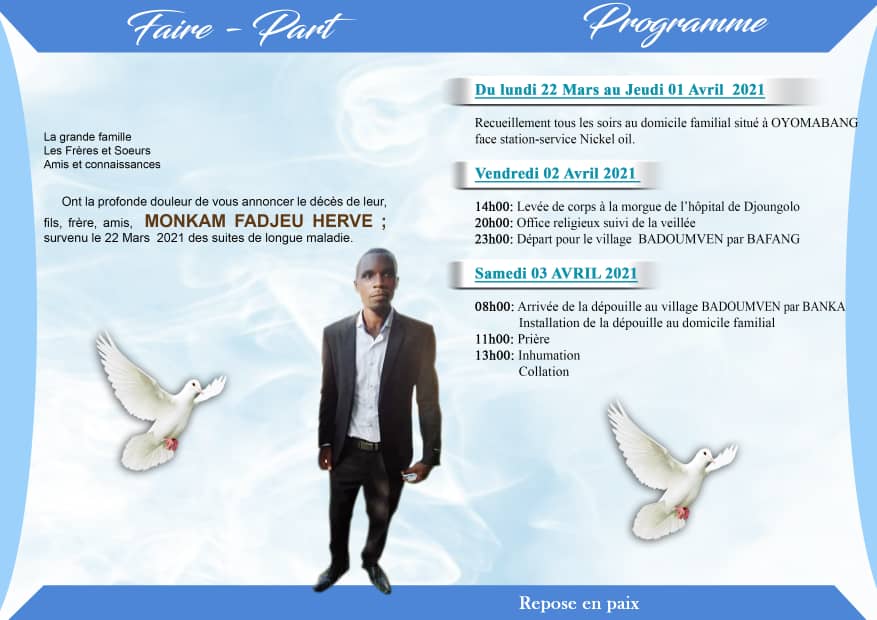 Faire - Part
La grande famille
Les Frères et Soeurs
Amis et connaissances
Ont la profonde douleur de vous annoncer le décès de leur,
fils, frère, amis, MONKAM FADJEU HERVE ;
survenu le 22 Mars 2021 des suites de longue maladie.
Programme
Du lundi 22 Mars au Jeudi 01 Avril 2021
Recueillement tous les soirs au domicile familial situé à OYOMABANG
face station-service Nickel oil.
Vendredi 02 Avril 2021
14h00: Levée de corps à la morgue de l’hôpital de Djoungolo
20h00: Office religieux suivi de la veillée
23h00: Départ pour le village BADOUMVEN par BAFANG
Samedi 03 AVRIL 2021
08h00: Arrivée de la dépouille au village BADOUMVEN par BANKA
Installation de la dépouille au domicile familial
11h00: Prière
13h00: Inhumation
Collation
Repose en paix